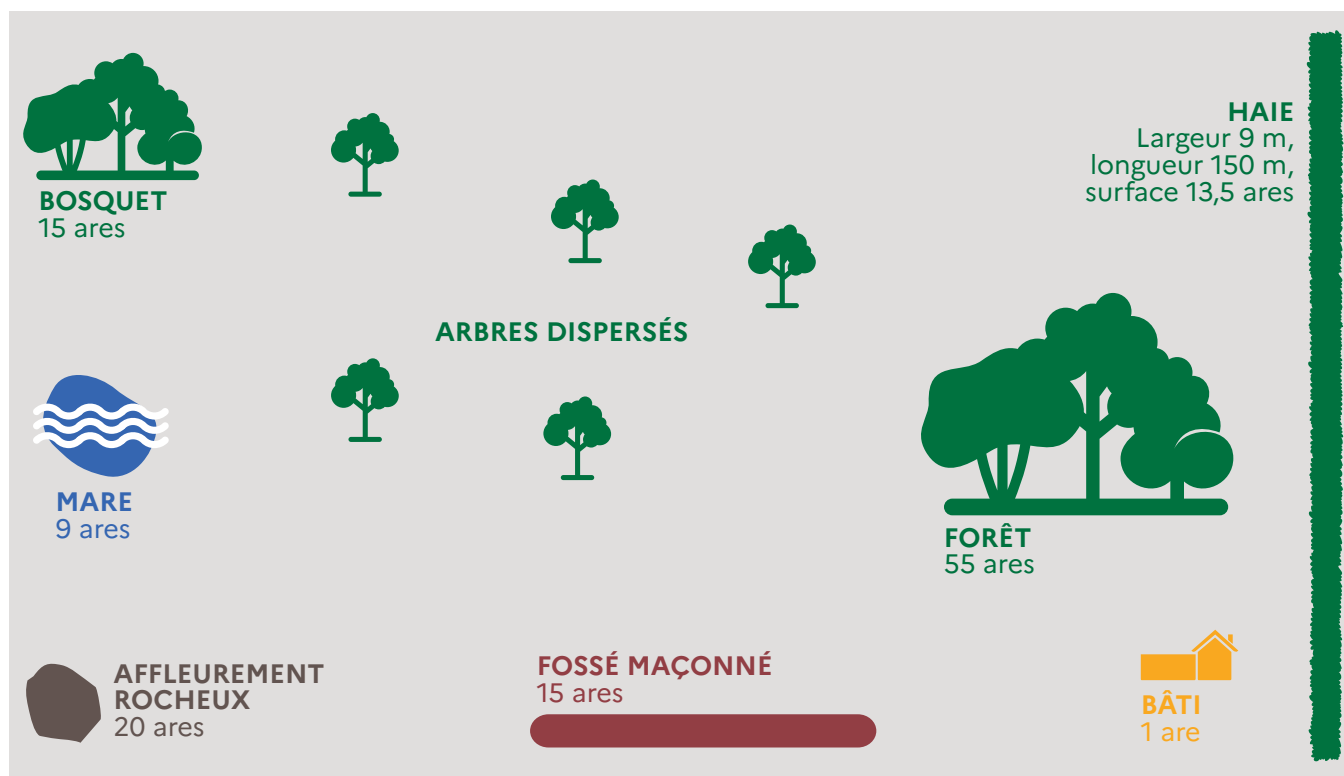 BOSQUET
15 ares
HAIE
Largeur 9 m,
longueur 150 m,
surface 13,5 ares
ARBRES DISPERSÉS
MARE
9 ares
FORÊT
55 ares
AFFLEUREMENT
ROCHEUX
20 ares
FOSSÉ MAÇONNÉ
15 ares
BÂTI
1 are